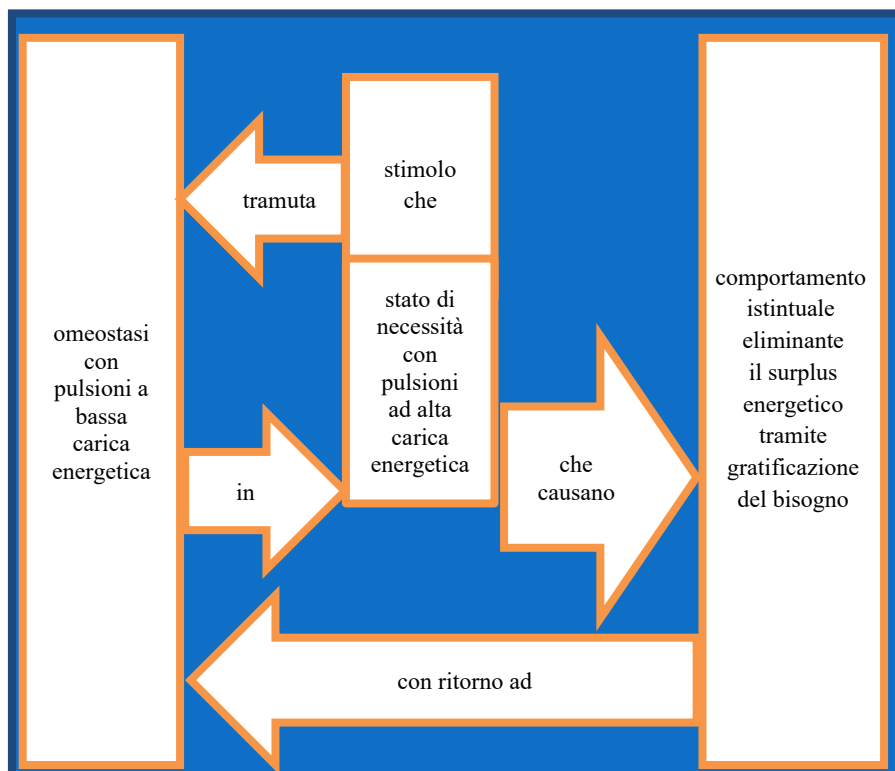 stimolo
che
tramuta
omeostasi
con
pulsioni a
bassa
carica
energetica
in
stato di
necessità
con
pulsioni
ad alta
carica
energetica
che
causano
comportamento
istintuale
eliminante
il surplus
energetico
tramite
gratificazione
del bisogno
con ritorno ad